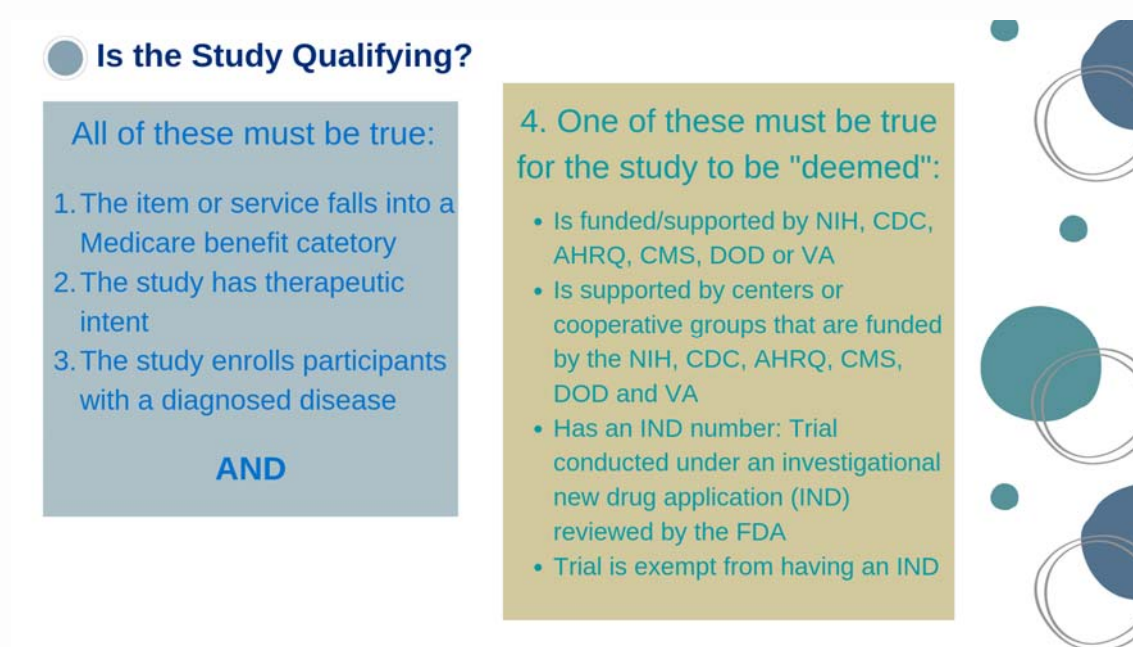 Is the Study Qualifying?
All of these must be true:
1. The item or service falls into a
Medicare benefit catetory
2. The study has therapeutic
intent
3. The study enrolls participants
with a diagnosed disease
AND
4. One of these must be true
for the study to be "deemed":
• Is funded/supported by NIH, CDC,
AHRQ, CMS, DOD or VA
• Is supported by centers or
cooperative groups that are funded
by the NIH, CDC, AHRQ, CMS,
DOD and VA
• Has an IND number: Trial
conducted under an investigational
new drug application (IND)
reviewed by the FDA
• Trial is exempt from having an IND